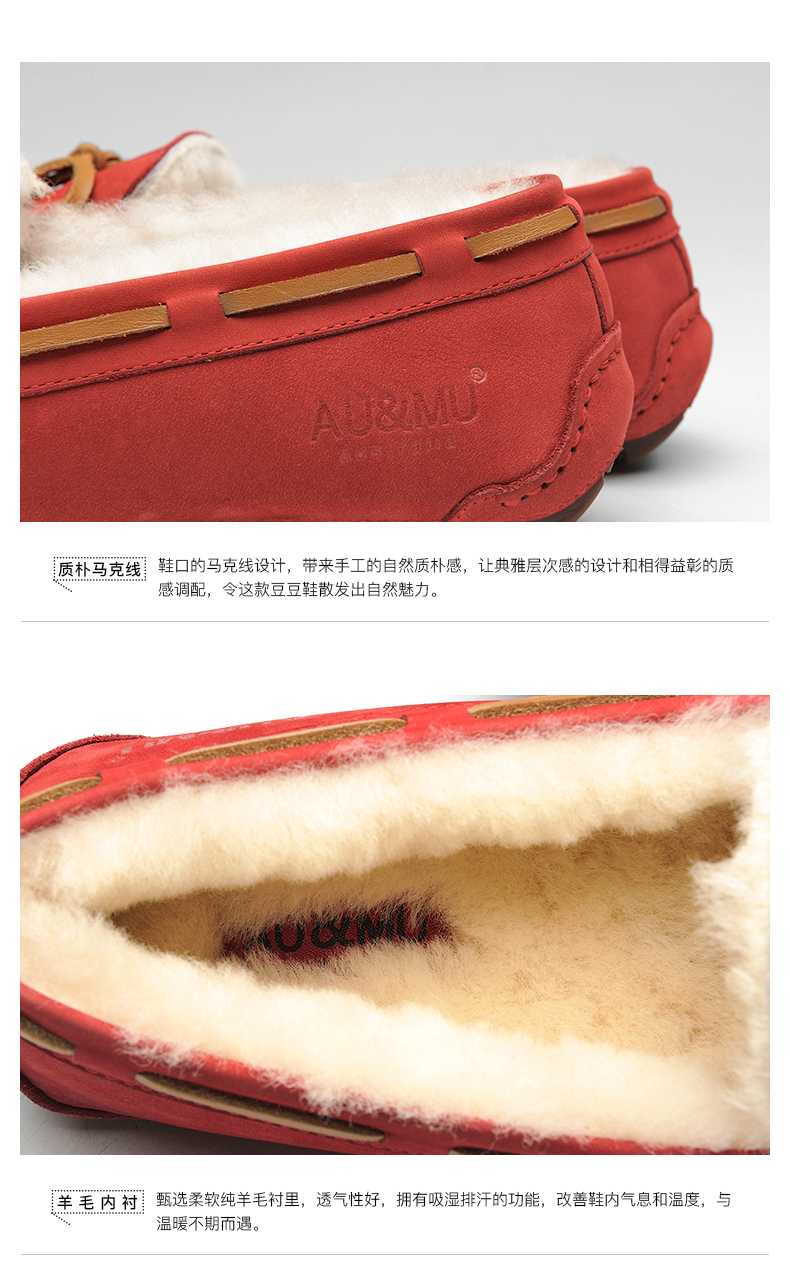 AU&MU®
australia
质朴马克线
鞋口的马克线设计，带来手工的自然质朴感，让典雅层次感的设计和相得益彰的质
感调配，令这款豆豆鞋散发出自然魅力。
AU&MU
羊毛内衬
甄选柔软纯羊毛衬里，透气性好，拥有吸湿排汗的功能，改善鞋内气息和温度，与
温暖不期而遇。